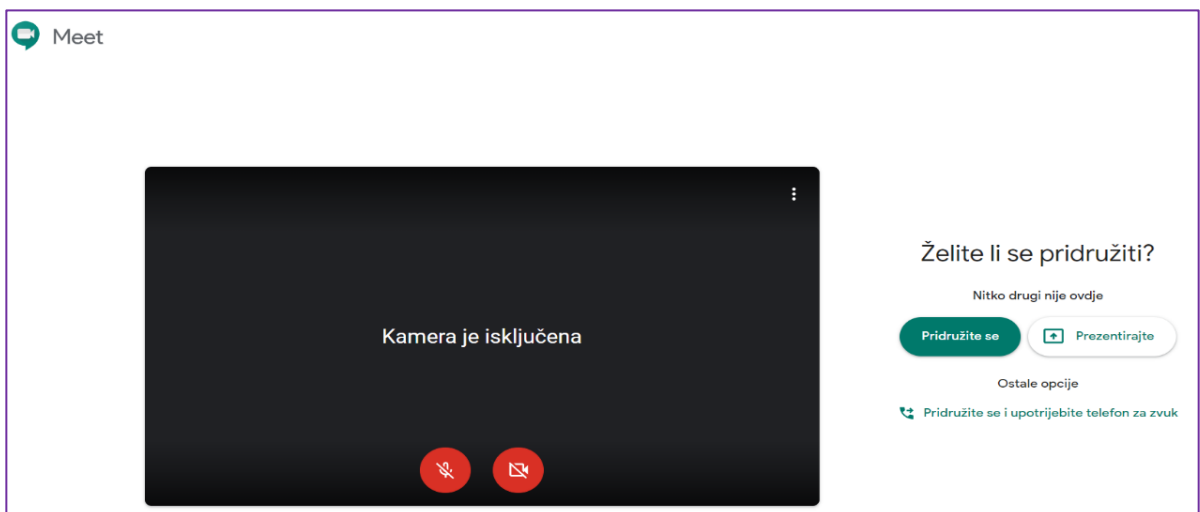 Meet
Kamera je isključena
Želite li se pridružiti?
Nitko drugi nije ovdje
Pridružite se
Prezentirajte
Ostale opcije
Pridružite se i upotrijebite telefon za zvuk